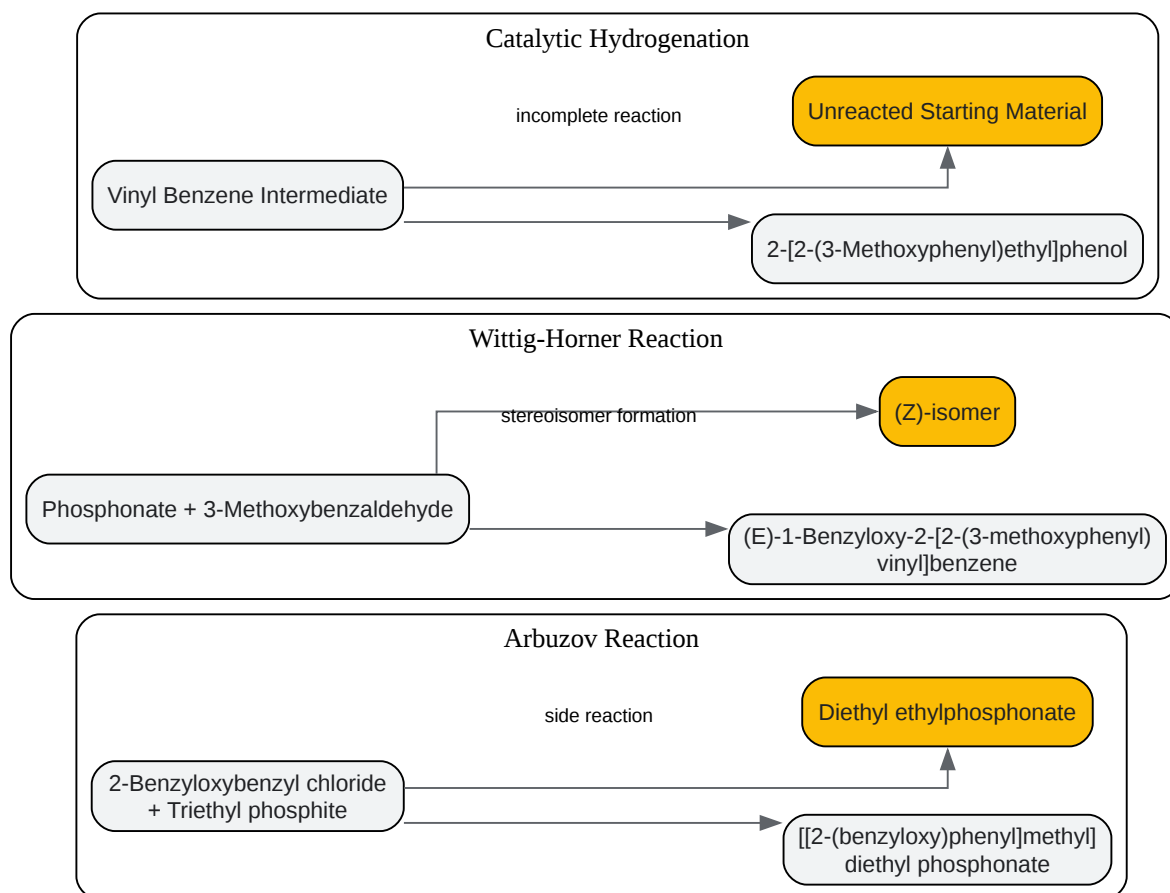 Catalytic Hydrogenation
Unreacted Starting Material
incomplete reaction
Vinyl Benzene Intermediate
2-[2-(3-Methoxyphenyl)ethyl]phenol
Wittig-Horner Reaction
(Z)-isomer
stereoisomer formation
Phosphonate + 3-Methoxybenzaldehyde
(E)-1-Benzyloxy-2-[2-(3-methoxyphenyl)
vinyl]benzene
Arbuzov Reaction
Diethyl ethylphosphonate
side reaction
2-Benzyloxybenzyl chloride
+ Triethyl phosphite
[[2-(benzyloxy)phenyl]methyl]
diethyl phosphonate